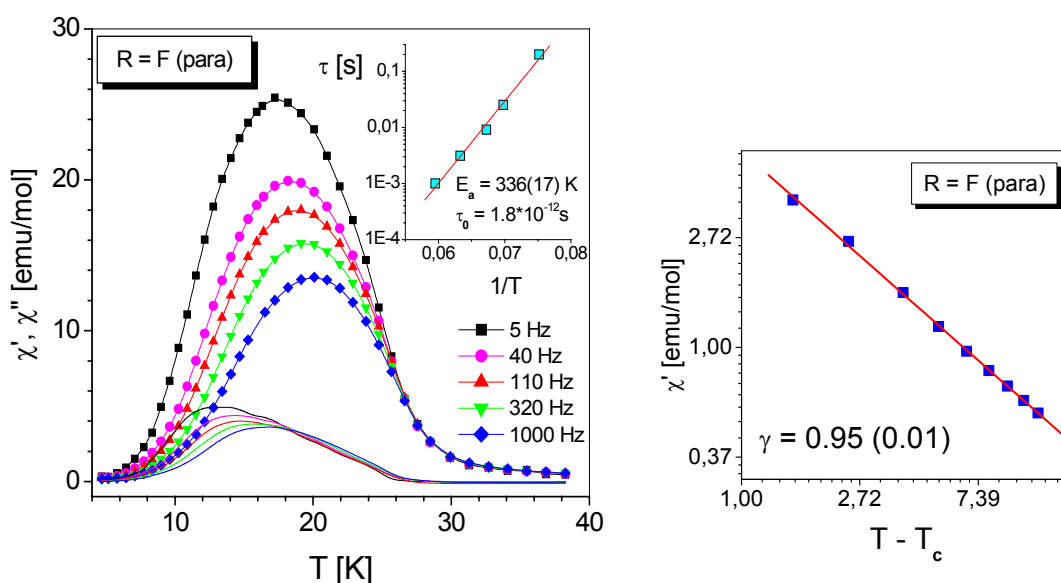 30
20
10
0
χ', χ" [emu/mol]
10
20
30
40
T [K]
R = F (para)
τ [s]
0,1
0,01
1E-3
1E-4
0,06
0,07
0,08
1/T
E_a = 336(17) K
τ_0 = 1.8*10^-12 s
5 Hz
40 Hz
110 Hz
320 Hz
1000 Hz
R = F (para)
χ' [emu/mol]
2,72
1,00
0,37
γ = 0.95 (0.01)
1,00
2,72
7,39
T - T_c